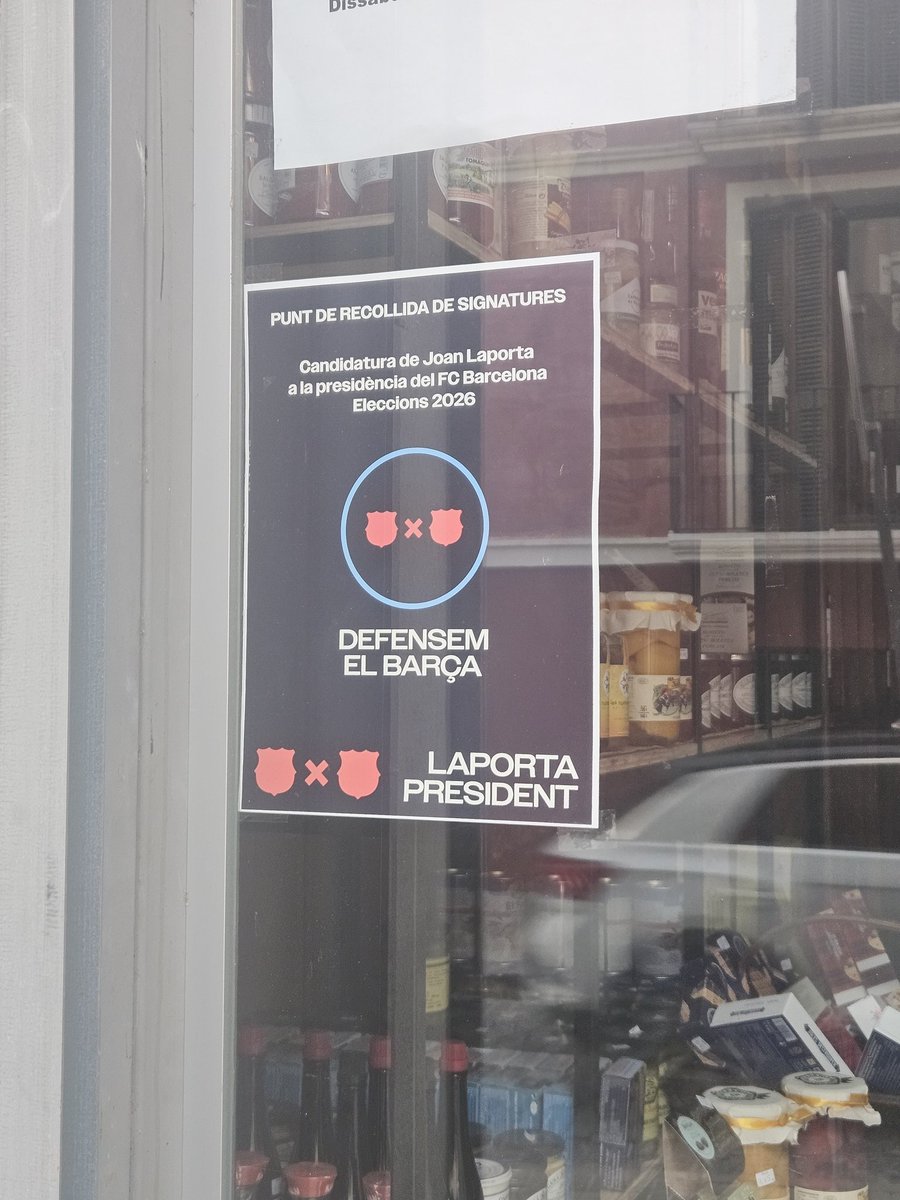 PUNT DE RECOLLIDA DE SIGNATURES
Candidatura de Joan Laporta
a la presidència del FC Barcelona
Eleccions 2026
DEFENSEM
EL BARÇA
LAPORTA
PRESIDENT